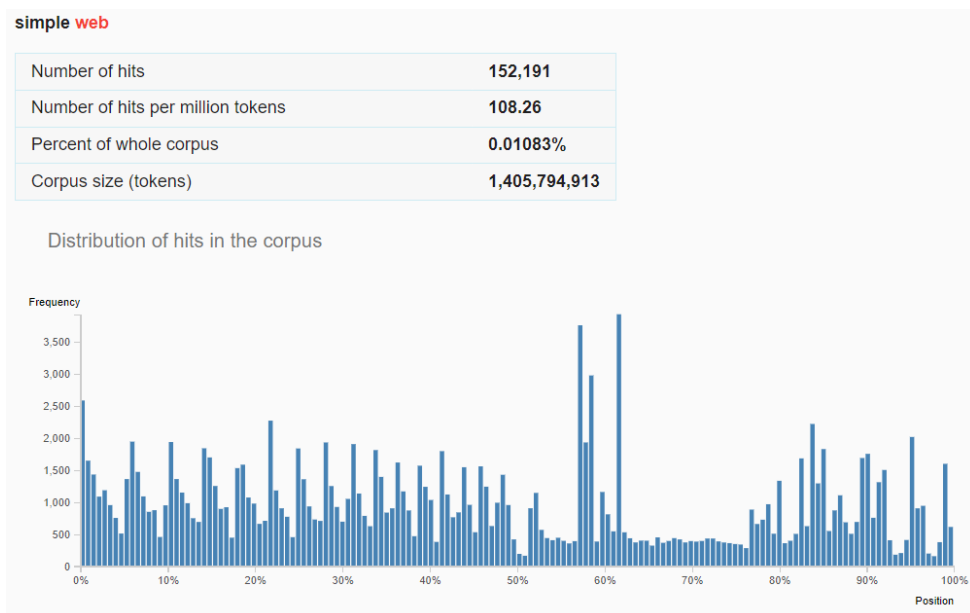 simple web
Number of hits 152,191
Number of hits per million tokens 108.26
Percent of whole corpus 0.01083%
Corpus size (tokens) 1,405,794,913
Distribution of hits in the corpus
Frequency
3,500
3,000
2,500
2,000
1,500
1,000
500
0
0% 10% 20% 30% 40% 50% 60% 70% 80% 90% 100%
Position